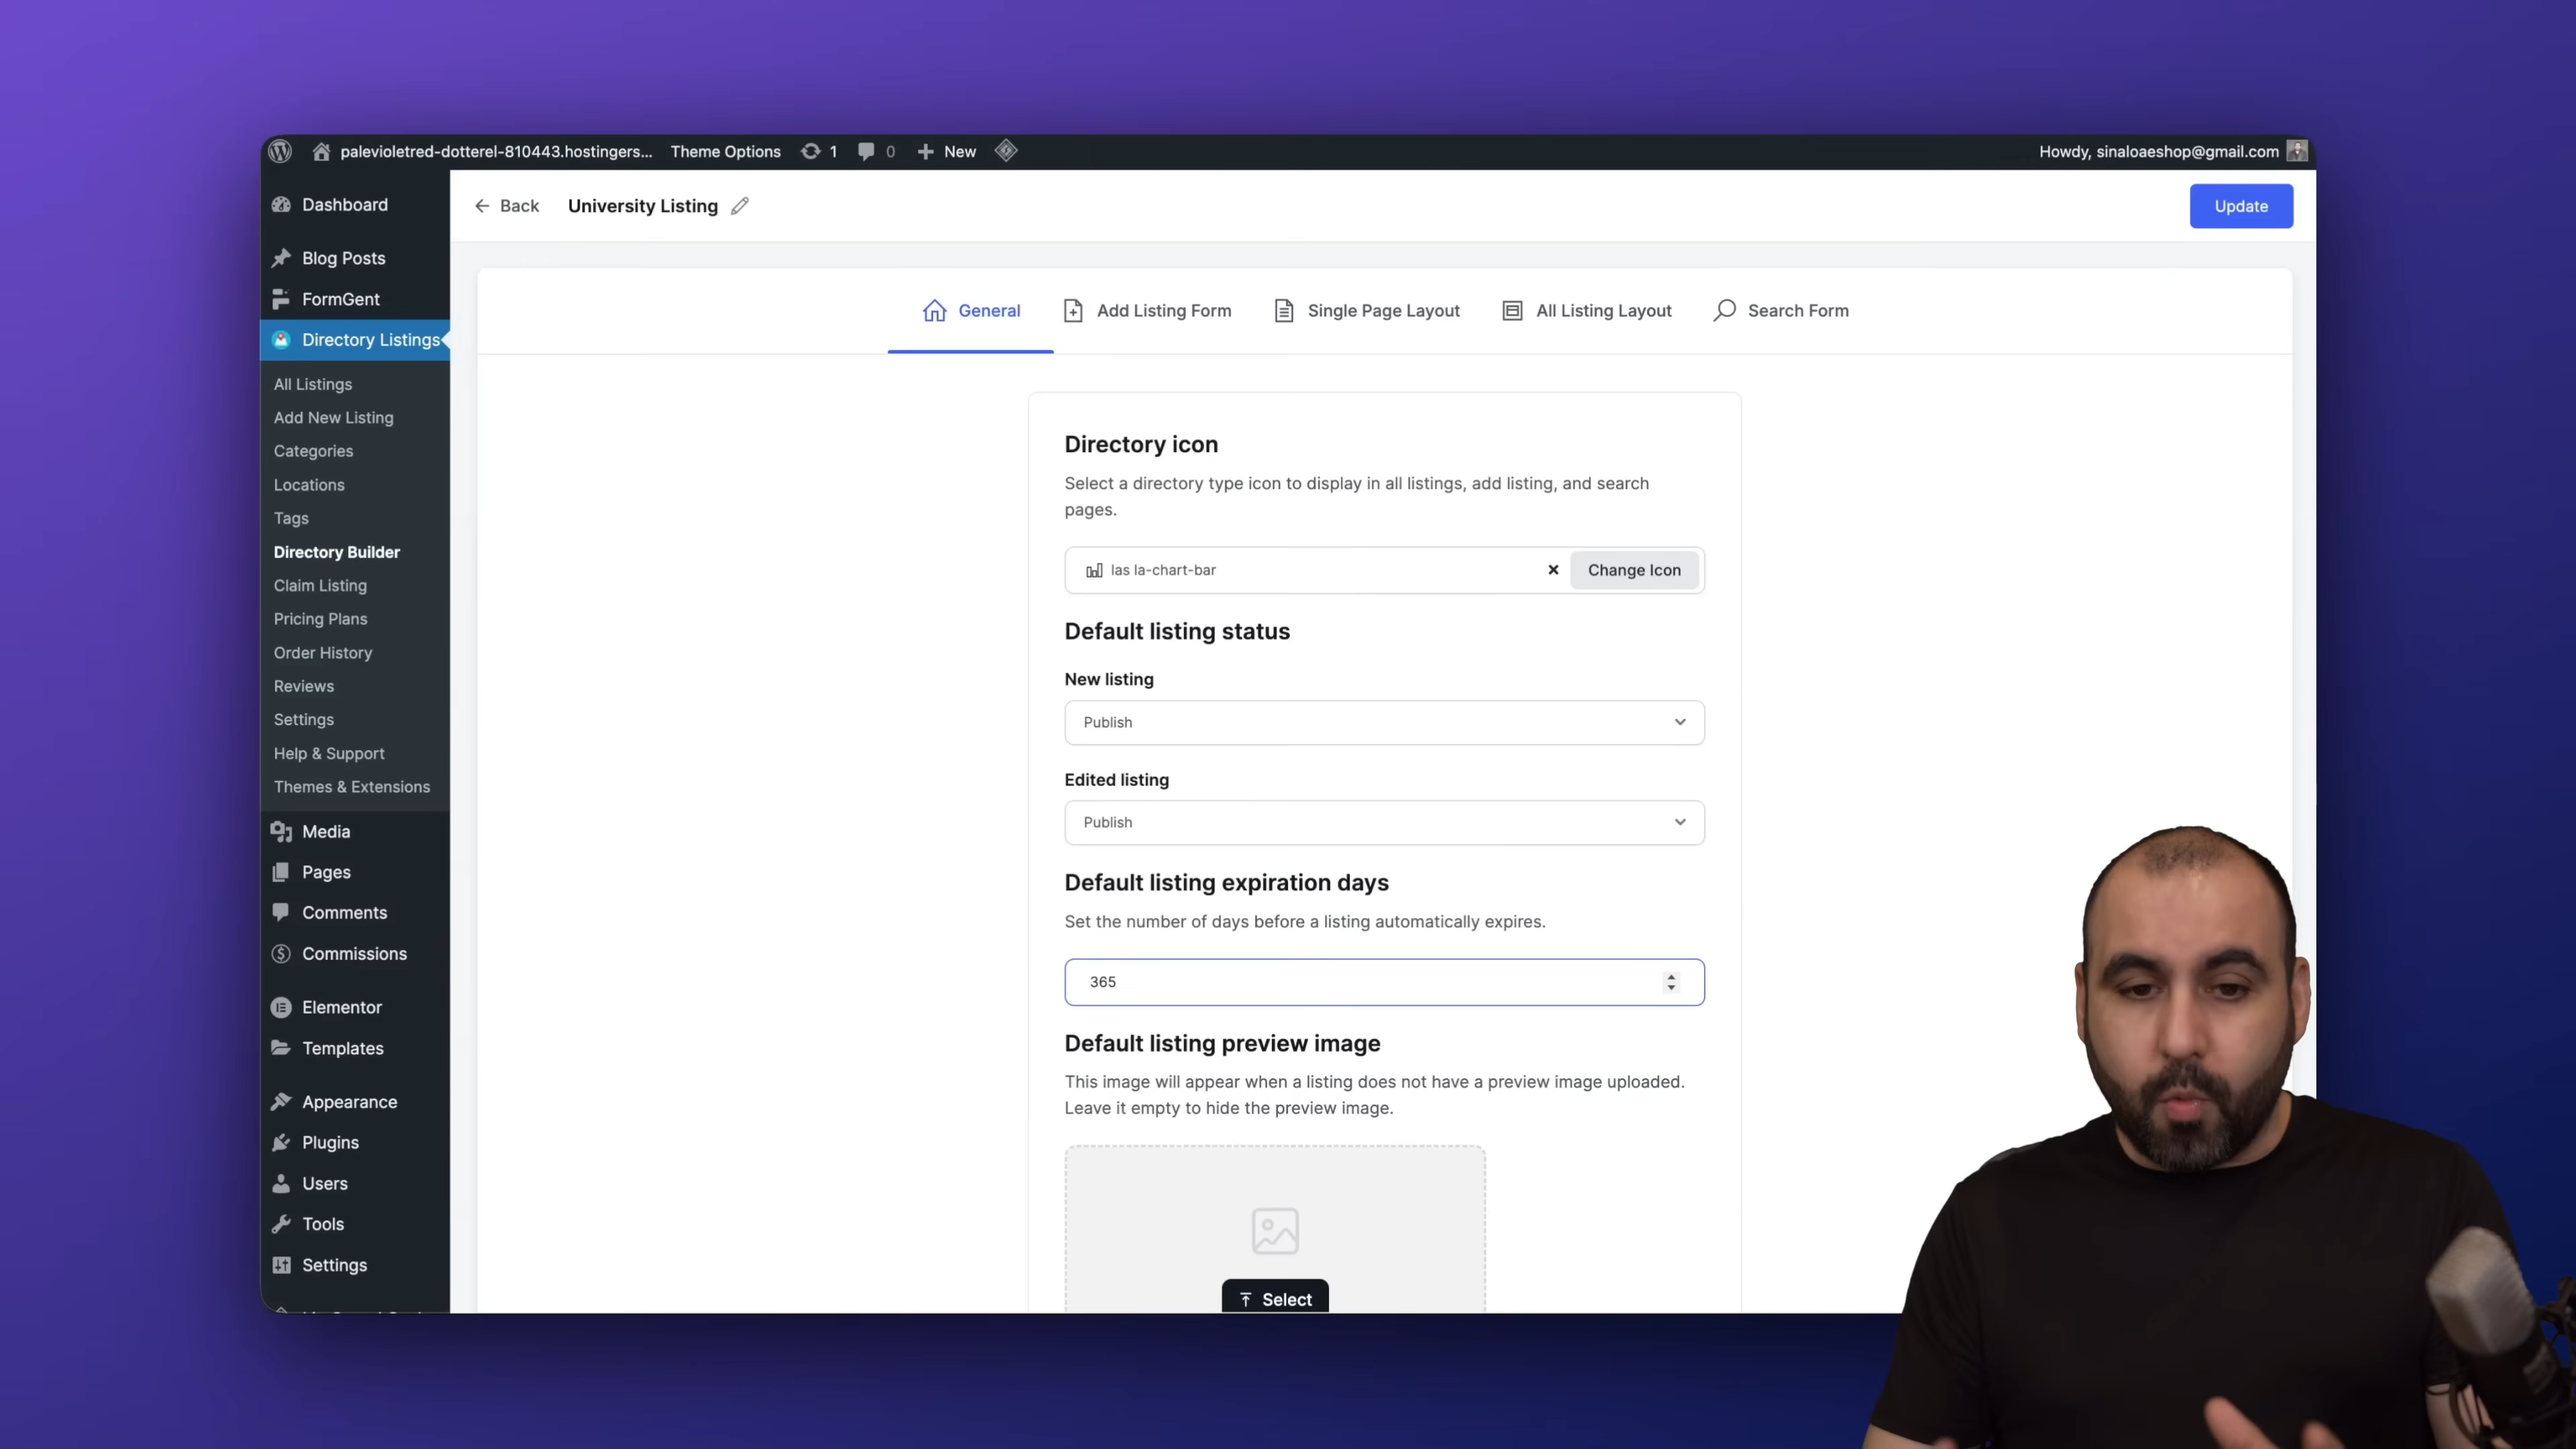 palevioletred-dotterel-810443.hostingers... Theme Options 1 0 New Howdy, sinaloaeshop@gmail.com
Dashboard
Blog Posts
FormGent
Directory Listings
All Listings
Add New Listing
Categories
Locations
Tags
Directory Builder
Claim Listing
Pricing Plans
Order History
Reviews
Settings
Help & Support
Themes & Extensions
Media
Pages
Comments
Commissions
Elementor
Templates
Appearance
Plugins
Users
Tools
Settings
Back University Listing Update
General Add Listing Form Single Page Layout All Listing Layout Search Form
Directory icon
Select a directory type icon to display in all listings, add listing, and search
pages.
las la-chart-bar Change Icon
Default listing status
New listing
Publish
Edited listing
Publish
Default listing expiration days
Set the number of days before a listing automatically expires.
365
Default listing preview image
This image will appear when a listing does not have a preview image uploaded.
Leave it empty to hide the preview image.
Select